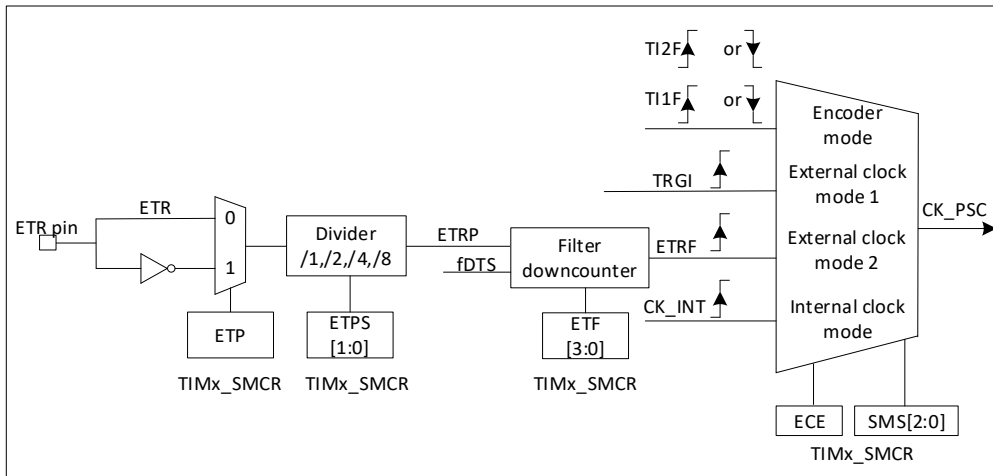 TI2F or
TI1F or
Encoder
mode
TRGI
External clock
mode 1
CK_PSC
ETR pin
ETR
0
1
Divider
/1,/2,/4,/8
ETRP
fDTS
Filter
downcounter
ETRF
External clock
mode 2
CK_INT
Internal clock
mode
ETP
ETPS
[1:0]
ETF
[3:0]
TIMx_SMCR
TIMx_SMCR
TIMx_SMCR
ECE
SMS[2:0]
TIMx_SMCR